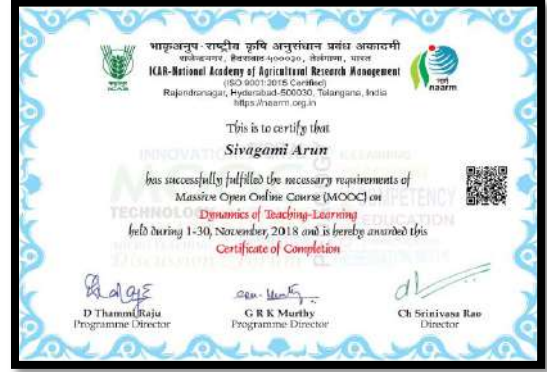 भाकृअनुप-राष्ट्रीय कृषि अनुसंधान प्रबंध अकादमी
राजेन्द्रनगर, हैदराबाद-५०००३०, तेलंगाणा, भारत
ICAR-National Academy of Agricultural Research Management
(ISO 9001:2015 Certified)
Rajendranagar, Hyderabad-500030, Telangana, India
https://naarm.org.in
ICAR
naarm
This is to certify that
Sivagami Arun
has successfully fulfilled the necessary requirements of
Massive Open Online Course (MOOC) on
Dynamics of Teaching-Learning
held during 1-30, November, 2018 and is hereby awarded this
Certificate of Completion
D Thammi Raju
Programme Director
G R K Murthy
Programme Director
Ch Srinivasa Rao
Director